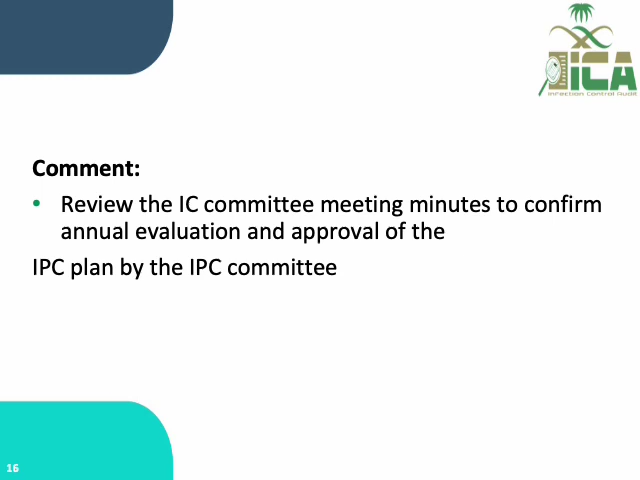 iCA
Infection Control Audit
Comment:
• Review the IC committee meeting minutes to confirm
annual evaluation and approval of the
IPC plan by the IPC committee
16